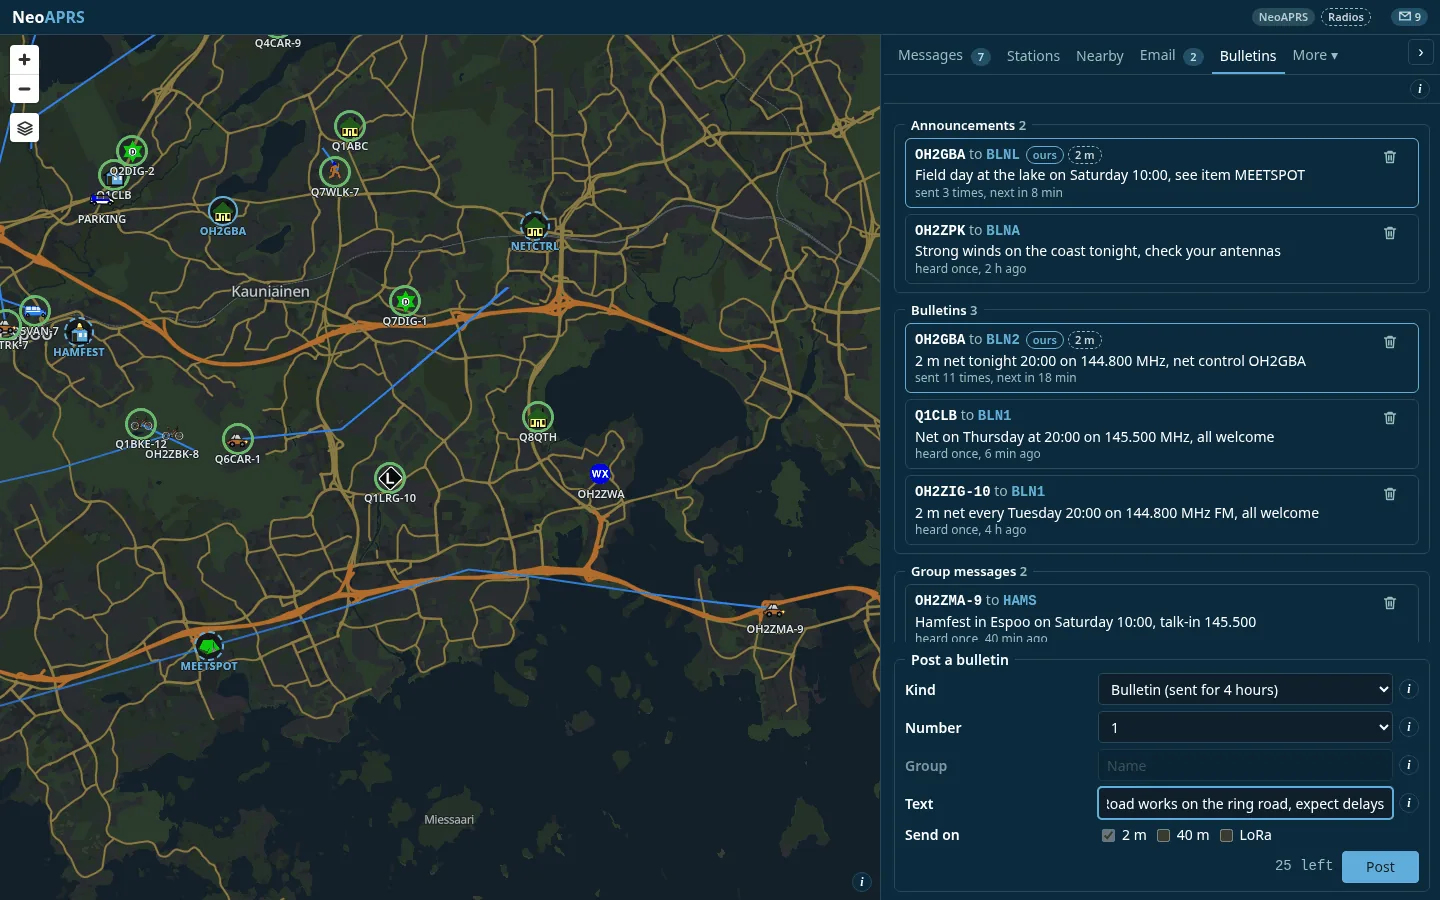 NeoAPRS
NeoAPRS Radios 9
Messages 7 Stations Nearby Email 2 Bulletins More ▾
Announcements 2
OH2GBA to BLNL ours 2 m
Field day at the lake on Saturday 10:00, see item MEETSPOT
sent 3 times, next in 8 min
OH2ZPK to BLNA
Strong winds on the coast tonight, check your antennas
heard once, 2 h ago
Bulletins 3
OH2GBA to BLN2 ours 2 m
2 m net tonight 20:00 on 144.800 MHz, net control OH2GBA
sent 11 times, next in 18 min
Q1CLB to BLN1
Net on Thursday at 20:00 on 145.500 MHz, all welcome
heard once, 6 min ago
OH2ZIG-10 to BLN1
2 m net every Tuesday 20:00 on 144.800 MHz FM, all welcome
heard once, 4 h ago
Group messages 2
OH2ZMA-9 to HAMS
Hamfest in Espoo on Saturday 10:00, talk-in 145.500
heard once, 40 min ago
Post a bulletin
Kind Bulletin (sent for 4 hours)
Number 1
Group Name
Text Road works on the ring road, expect delays
Send on 2 m 40 m LoRa
25 left Post
Q4CAR-9
Q1ABC
Q2DIG-2
Q7WLK-7
Q1CLB
PARKING
OH2GBA
NETCTRL
Kauniainen
Q7DIG-1
HAMFEST
Q8QTH
Q1BKE-12
OH2ZBK-8
Q6CAR-1
WX
OH2ZWA
L
Q1LRG-10
OH2ZMA-9
MEETSPOT
Miessaari